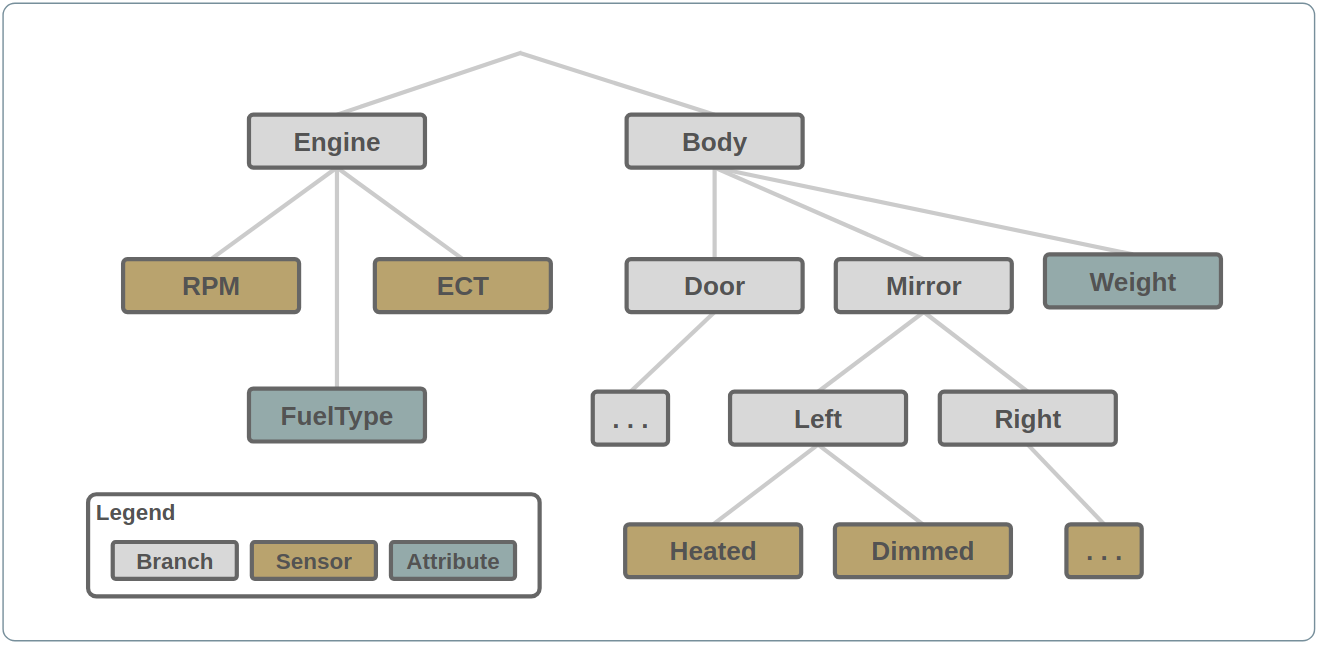 Engine
Body
RPM
ECT
Door
Mirror
Weight
FuelType
. . .
Left
Right
Heated
Dimmed
. . .
Legend
Branch
Sensor
Attribute